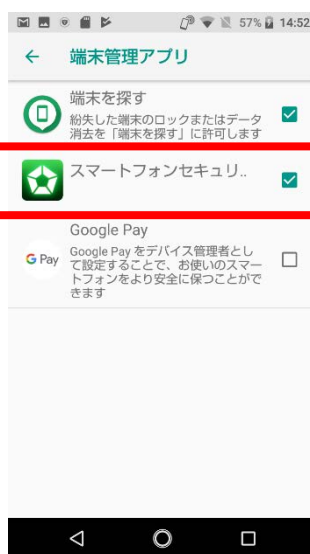 57% 14:52
端末管理アプリ
端末を探す
紛失した端末のロックまたはデータ
消去を「端末を探す」に許可します
スマートフォンセキュリ..
Google Pay
G Pay
Google Pay をデバイス管理者とし
て設定することで、お使いのスマー
トフォンをより安全に保つことがで
きます